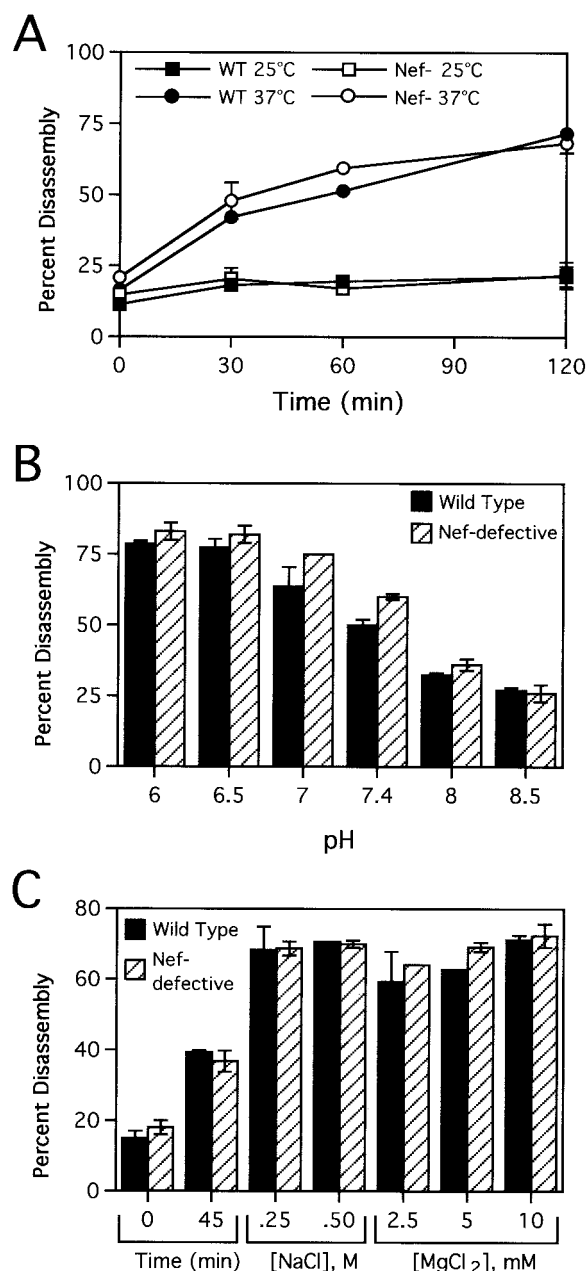 A
Percent Disassembly
100
75
50
25
0
WT 25°C
Nef- 25°C
WT 37°C
Nef- 37°C
0 30 60 90 120
Time (min)
B
Percent Disassembly
100
75
50
25
0
Wild Type
Nef-defective
6 6.5 7 7.4 8 8.5
pH
C
Percent Disassembly
80
60
40
20
0
Wild Type
Nef-
defective
0 45 .25 .50 2.5 5 10
Time (min) [NaCl], M [MgCl2], mM